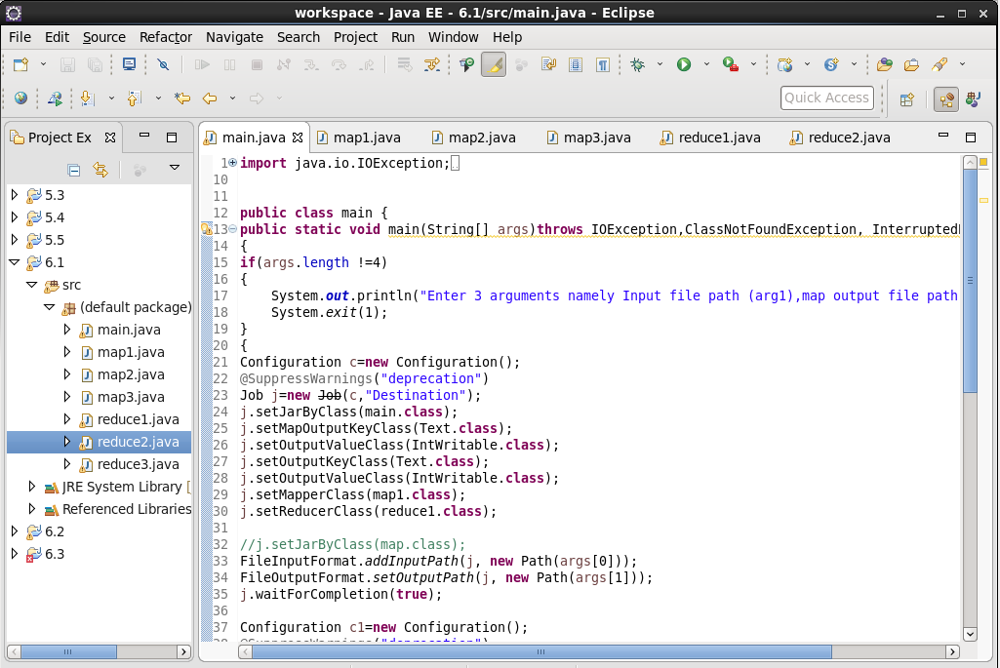 workspace - Java EE - 6.1/src/main.java - Eclipse
File Edit Source Refactor Navigate Search Project Run Window Help
Quick Access
Project Ex
main.java map1.java map2.java map3.java reduce1.java reduce2.java
5.3
5.4
5.5
6.1
src
(default package)
main.java
map1.java
map2.java
map3.java
reduce1.java
reduce2.java
reduce3.java
JRE System Library [
Referenced Libraries
6.2
6.3
1 import java.io.IOException;
10
11
12 public class main {
13 public static void main(String[] args)throws IOException,ClassNotFoundException, Interrupted
14 {
15 if(args.length !=4)
16 {
17 System.out.println("Enter 3 arguments namely Input file path (arg1),map output file path
18 System.exit(1);
19 }
20 {
21 Configuration c=new Configuration();
22 @SuppressWarnings("deprecation")
23 Job j=new Job(c,"Destination");
24 j.setJarByClass(main.class);
25 j.setMapOutputKeyClass(Text.class);
26 j.setOutputValueClass(IntWritable.class);
27 j.setOutputKeyClass(Text.class);
28 j.setOutputValueClass(IntWritable.class);
29 j.setMapperClass(map1.class);
30 j.setReducerClass(reduce1.class);
31
32 //j.setJarByClass(map.class);
33 FileInputFormat.addInputPath(j, new Path(args[0]));
34 FileOutputFormat.setOutputPath(j, new Path(args[1]));
35 j.waitForCompletion(true);
36
37 Configuration c1=new Configuration();